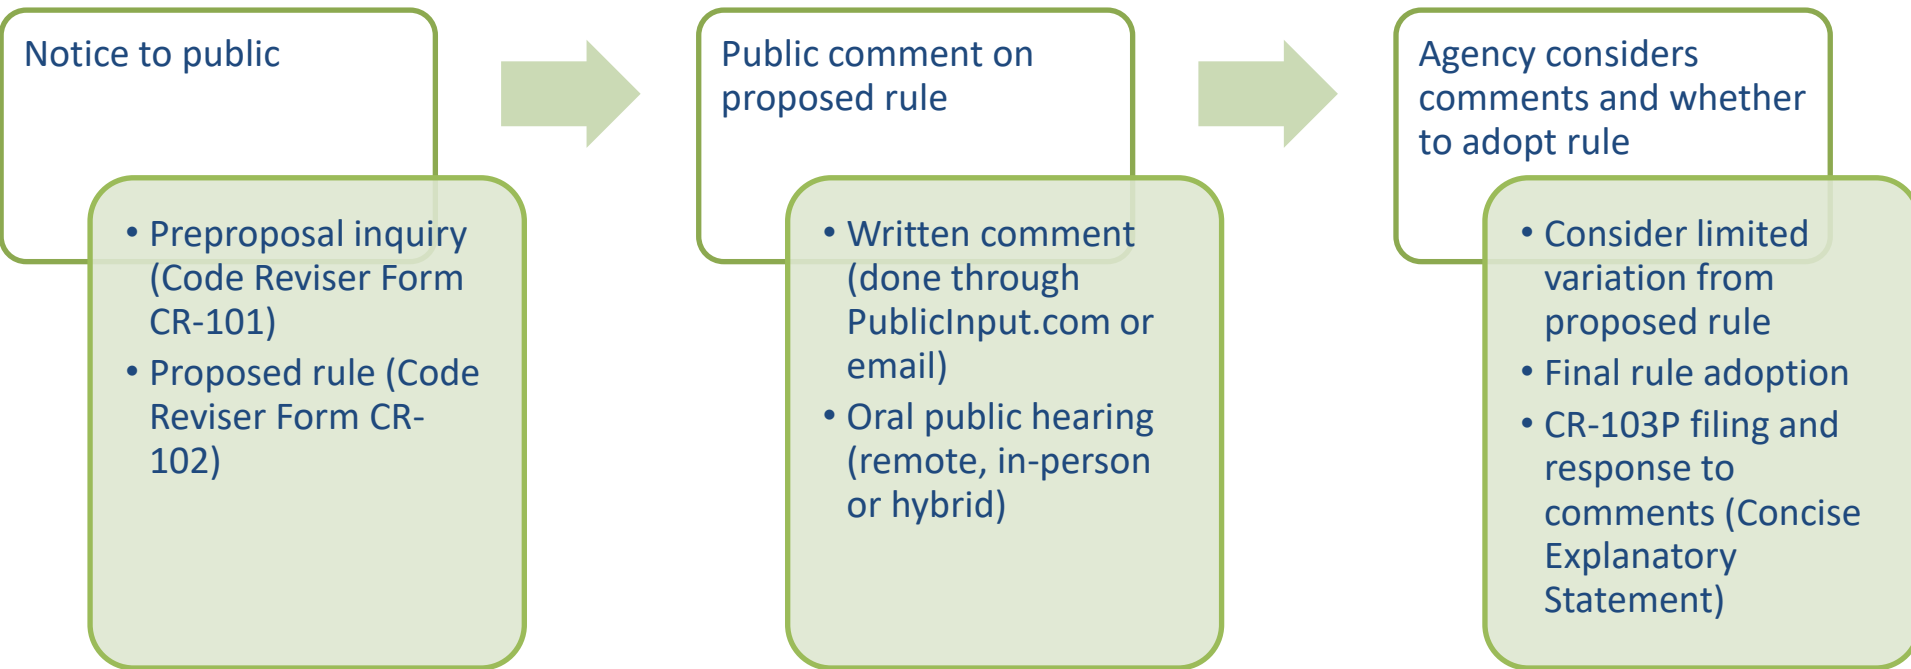 Notice to public
• Preproposal inquiry
(Code Reviser Form
CR-101)
• Proposed rule (Code
Reviser Form CR-
102)
Public comment on
proposed rule
• Written comment
(done through
PublicInput.com or
email)
• Oral public hearing
(remote, in-person
or hybrid)
Agency considers
comments and whether
to adopt rule
• Consider limited
variation from
proposed rule
• Final rule adoption
• CR-103P filing and
response to
comments (Concise
Explanatory
Statement)